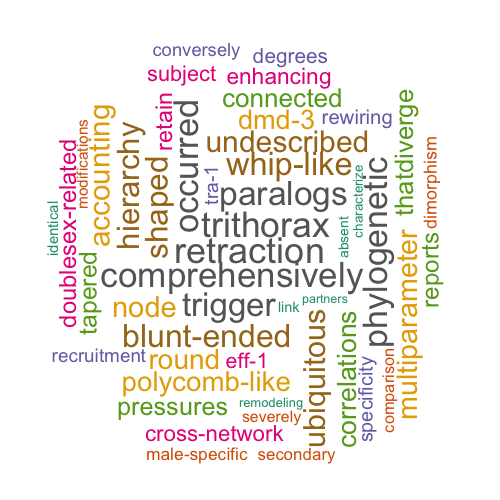 conversely
degrees
subject
enhancing
connected
retain
occurred
dmd-3
rewiring
thatdiverge
modifications
accounting
hierarchy
undescribed
whip-like
dimorphism
doublesex-related
shaped
tra-1
paralogs
characterize
phylogenetic
identical
trithorax
absent
retraction
tapered
comprehensively
reports
multiparameter
node
trigger
link
partners
blunt-ended
ubiquitous
correlations
specificity
comparison
recruitment
round
eff-1
polycomb-like
pressures
remodeling
severely
cross-network
male-specific
secondary